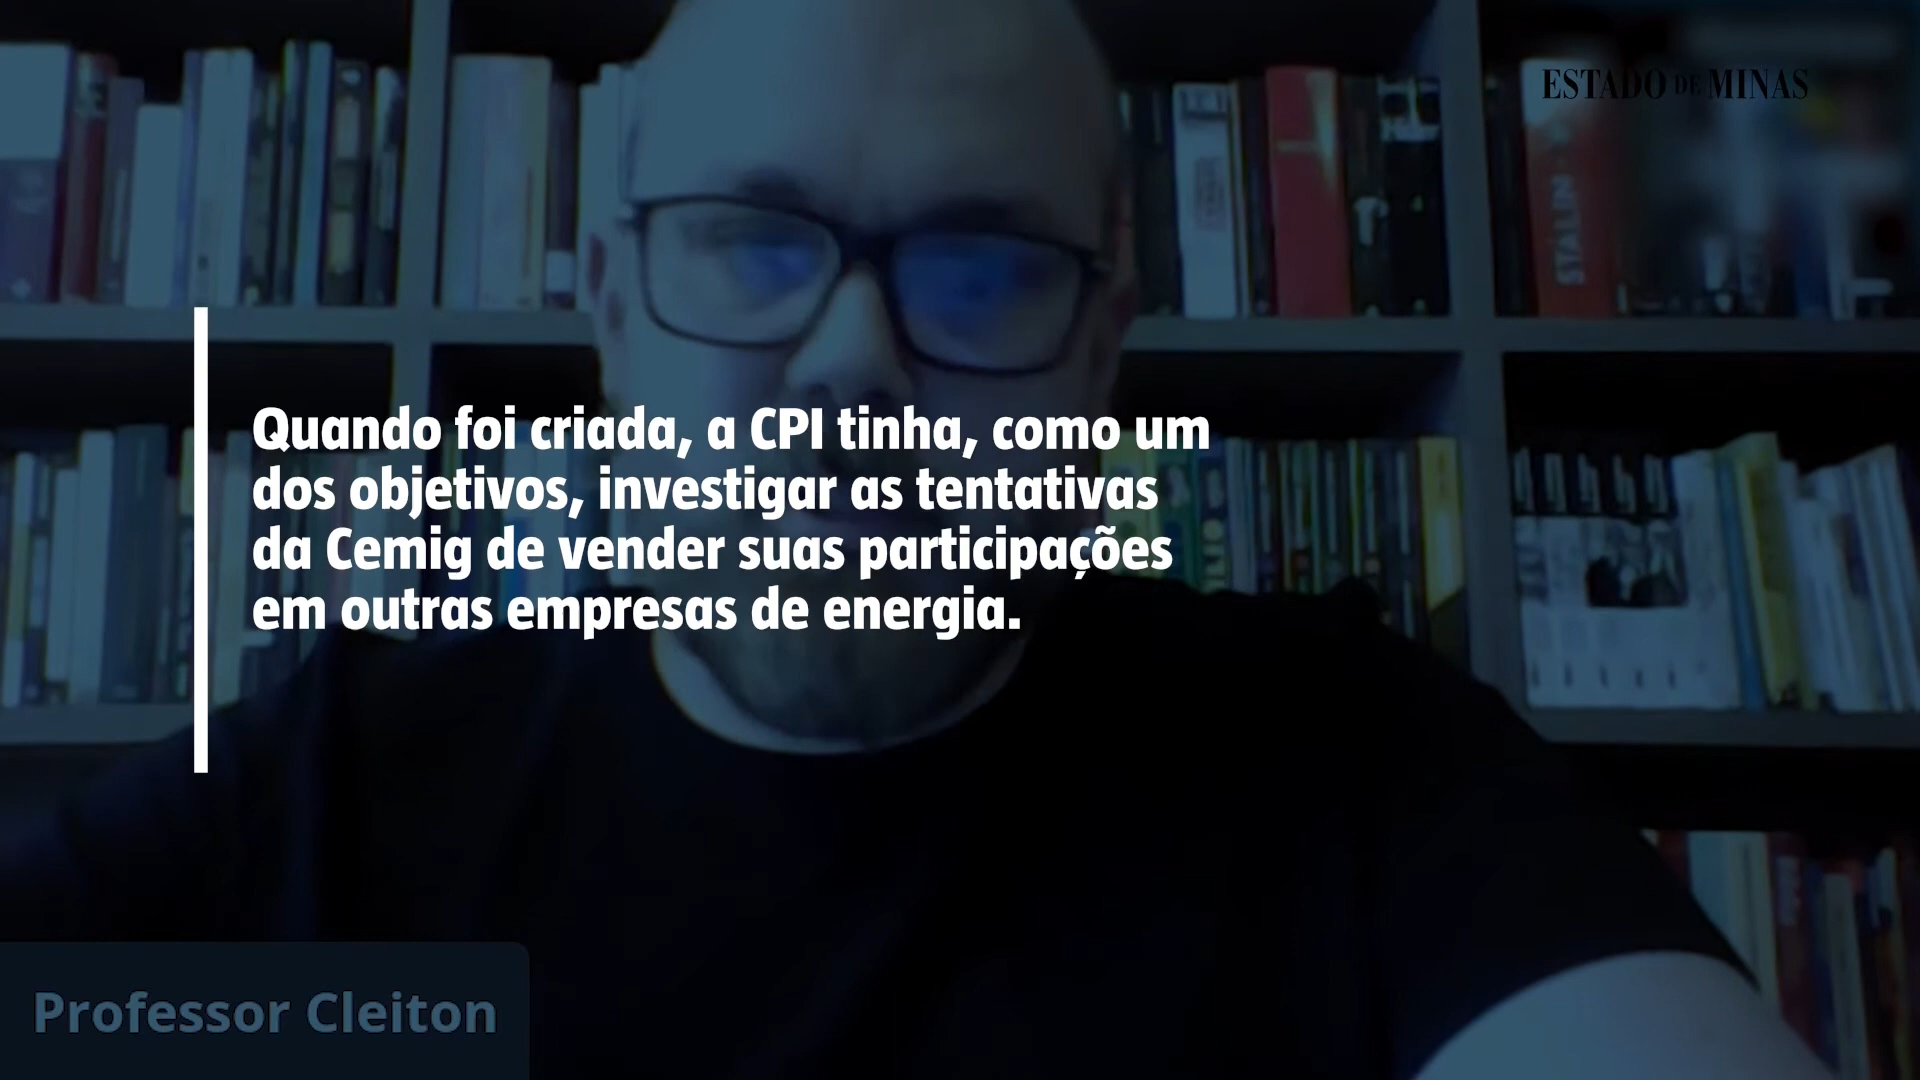 ESTADO DE MINAS
STALIN
Quando foi criada, a CPI tinha, como um
dos objetivos, investigar as tentativas
da Cemig de vender suas participações
em outras empresas de energia.
Professor Cleiton